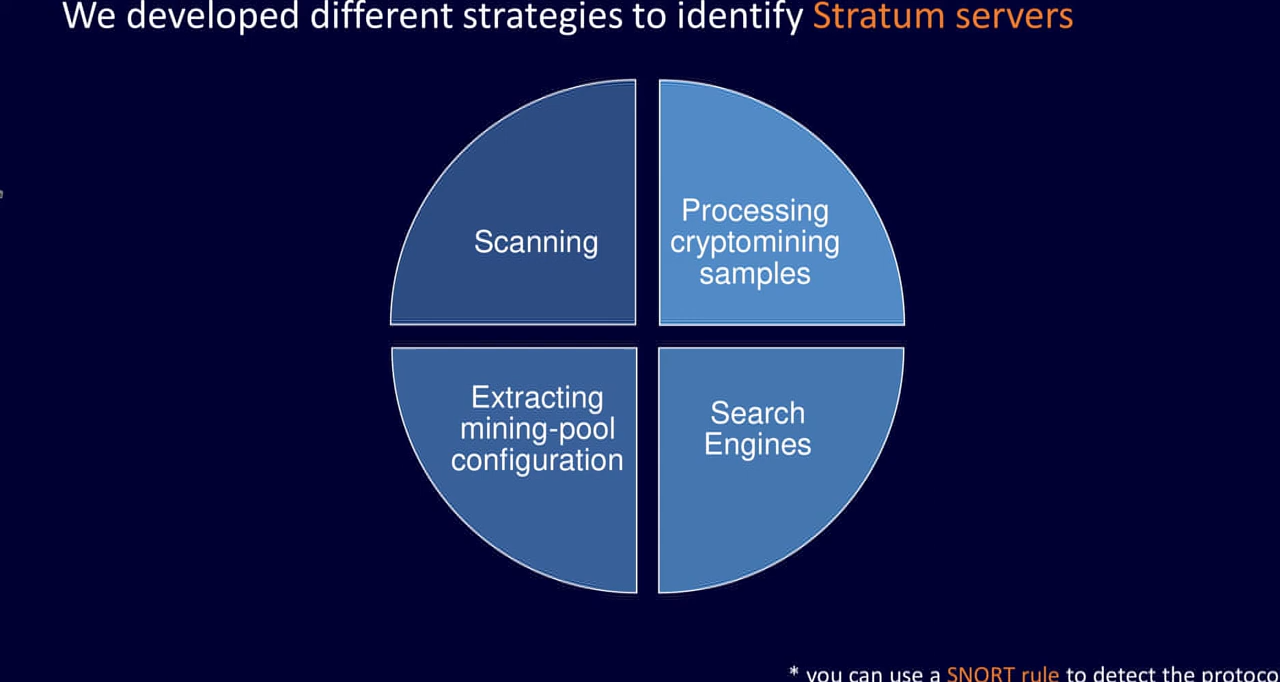 We developed different strategies to identify Stratum servers
Scanning
Processing
cryptomining
samples
Extracting
mining-pool
configuration
Search
Engines
* you can use a SNORT rule to detect the protoco